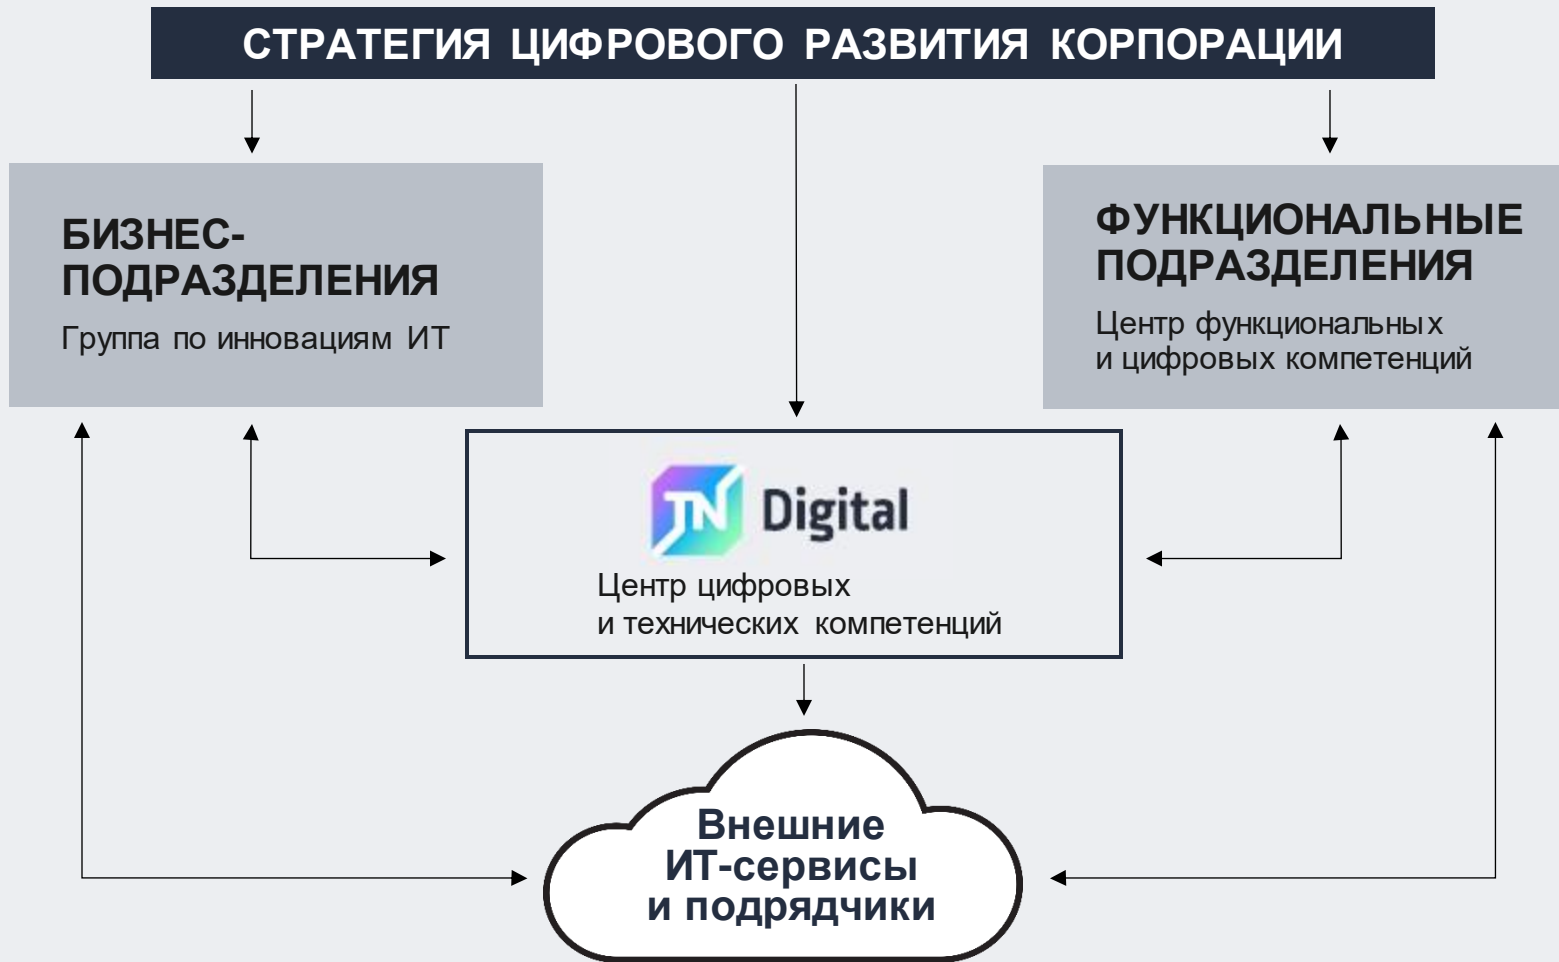 СТРАТЕГИЯ ЦИФРОВОГО РАЗВИТИЯ КОРПОРАЦИИ
БИЗНЕС-
ПОДРАЗДЕЛЕНИЯ
Группа по инновациям ИТ
ФУНКЦИОНАЛЬНЫЕ
ПОДРАЗДЕЛЕНИЯ
Центр функциональных
и цифровых компетенций
TN Digital
Центр цифровых
и технических компетенций
Внешние
ИТ-сервисы
и подрядчики